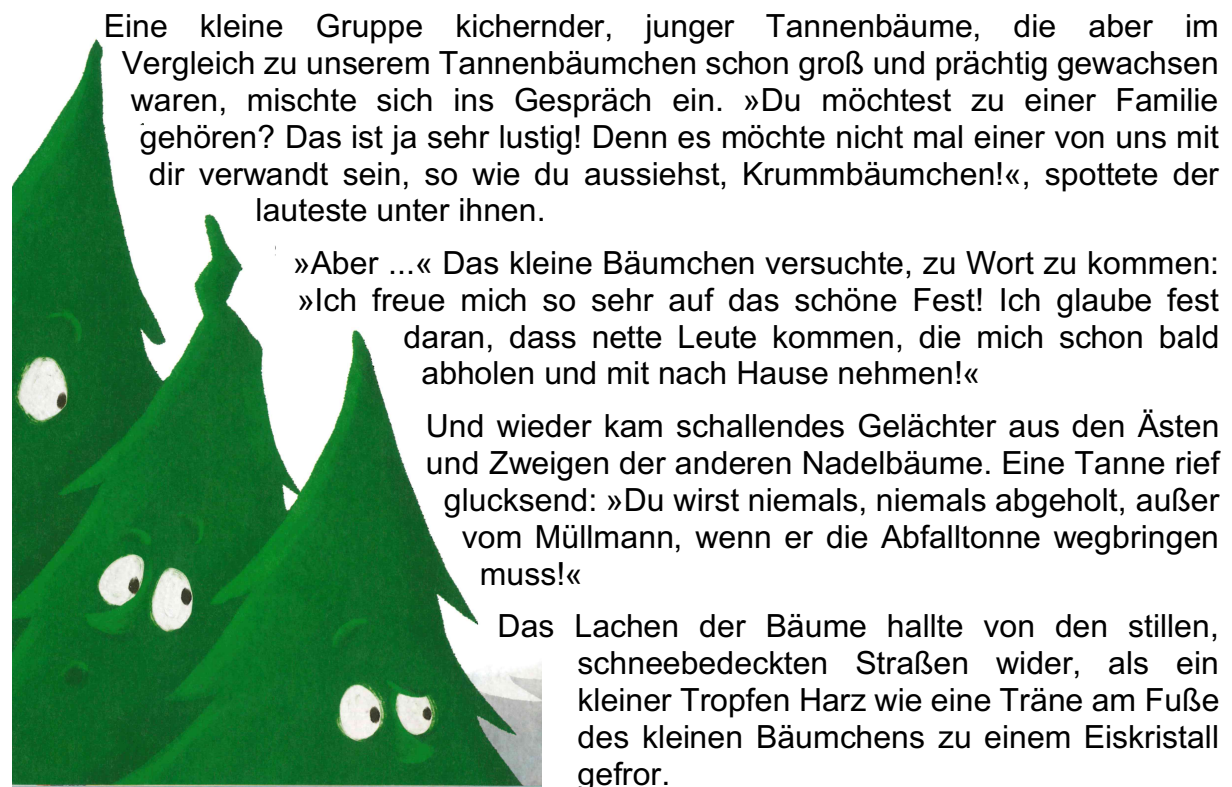 Eine kleine Gruppe kichernder, junger Tannenbäume, die aber im
Vergleich zu unserem Tannenbäumchen schon groß und prächtig gewachsen
waren, mischte sich ins Gespräch ein. »Du möchtest zu einer Familie
gehören? Das ist ja sehr lustig! Denn es möchte nicht mal einer von uns mit
dir verwandt sein, so wie du aussiehst, Krummbäumchen!«, spottete der
lauteste unter ihnen.
»Aber ...« Das kleine Bäumchen versuchte, zu Wort zu kommen:
»Ich freue mich so sehr auf das schöne Fest! Ich glaube fest
daran, dass nette Leute kommen, die mich schon bald
abholen und mit nach Hause nehmen!«
Und wieder kam schallendes Gelächter aus den Ästen
und Zweigen der anderen Nadelbäume. Eine Tanne rief
glucksend: »Du wirst niemals, niemals abgeholt, außer
vom Müllmann, wenn er die Abfalltonne wegbringen
muss!«
Das Lachen der Bäume hallte von den stillen,
schneebedeckten Straßen wider, als ein
kleiner Tropfen Harz wie eine Träne am Fuße
des kleinen Bäumchens zu einem Eiskristall
gefror.